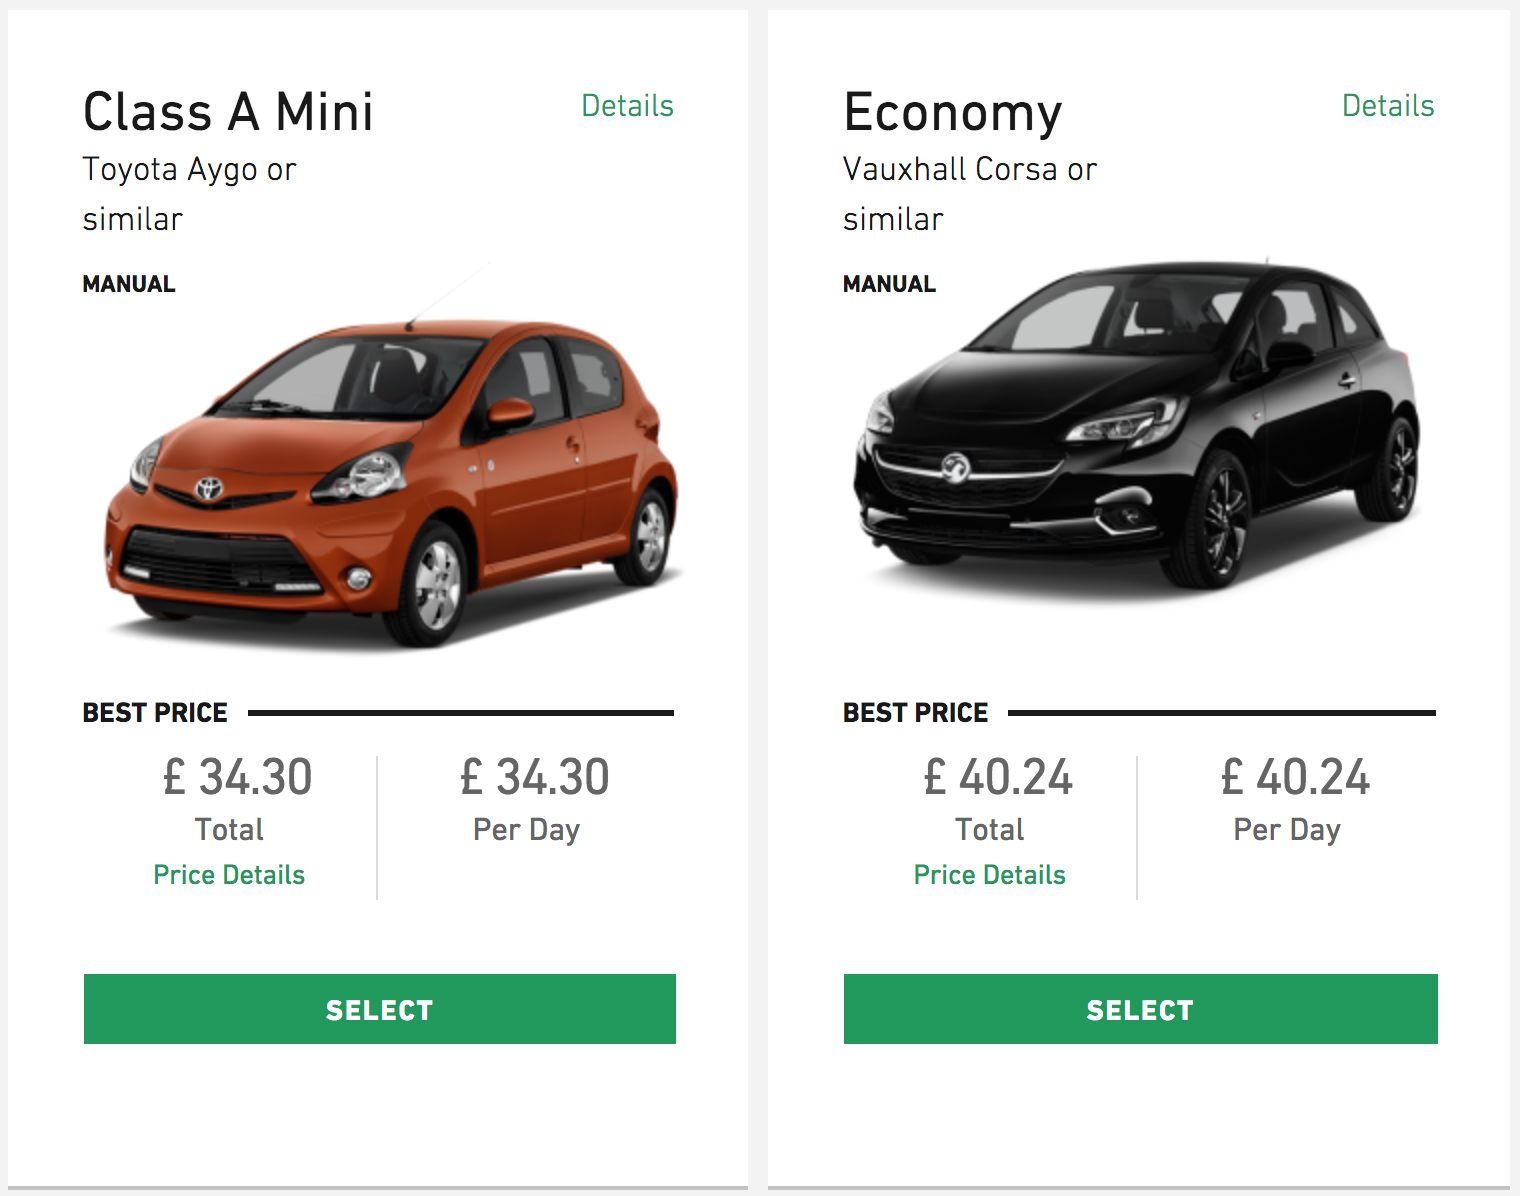 Class A Mini
Details
Toyota Aygo or
similar
MANUAL
BEST PRICE
£ 34.30
£ 34.30
Total
Per Day
Price Details
SELECT
Economy
Details
Vauxhall Corsa or
similar
MANUAL
BEST PRICE
£ 40.24
£ 40.24
Total
Per Day
Price Details
SELECT